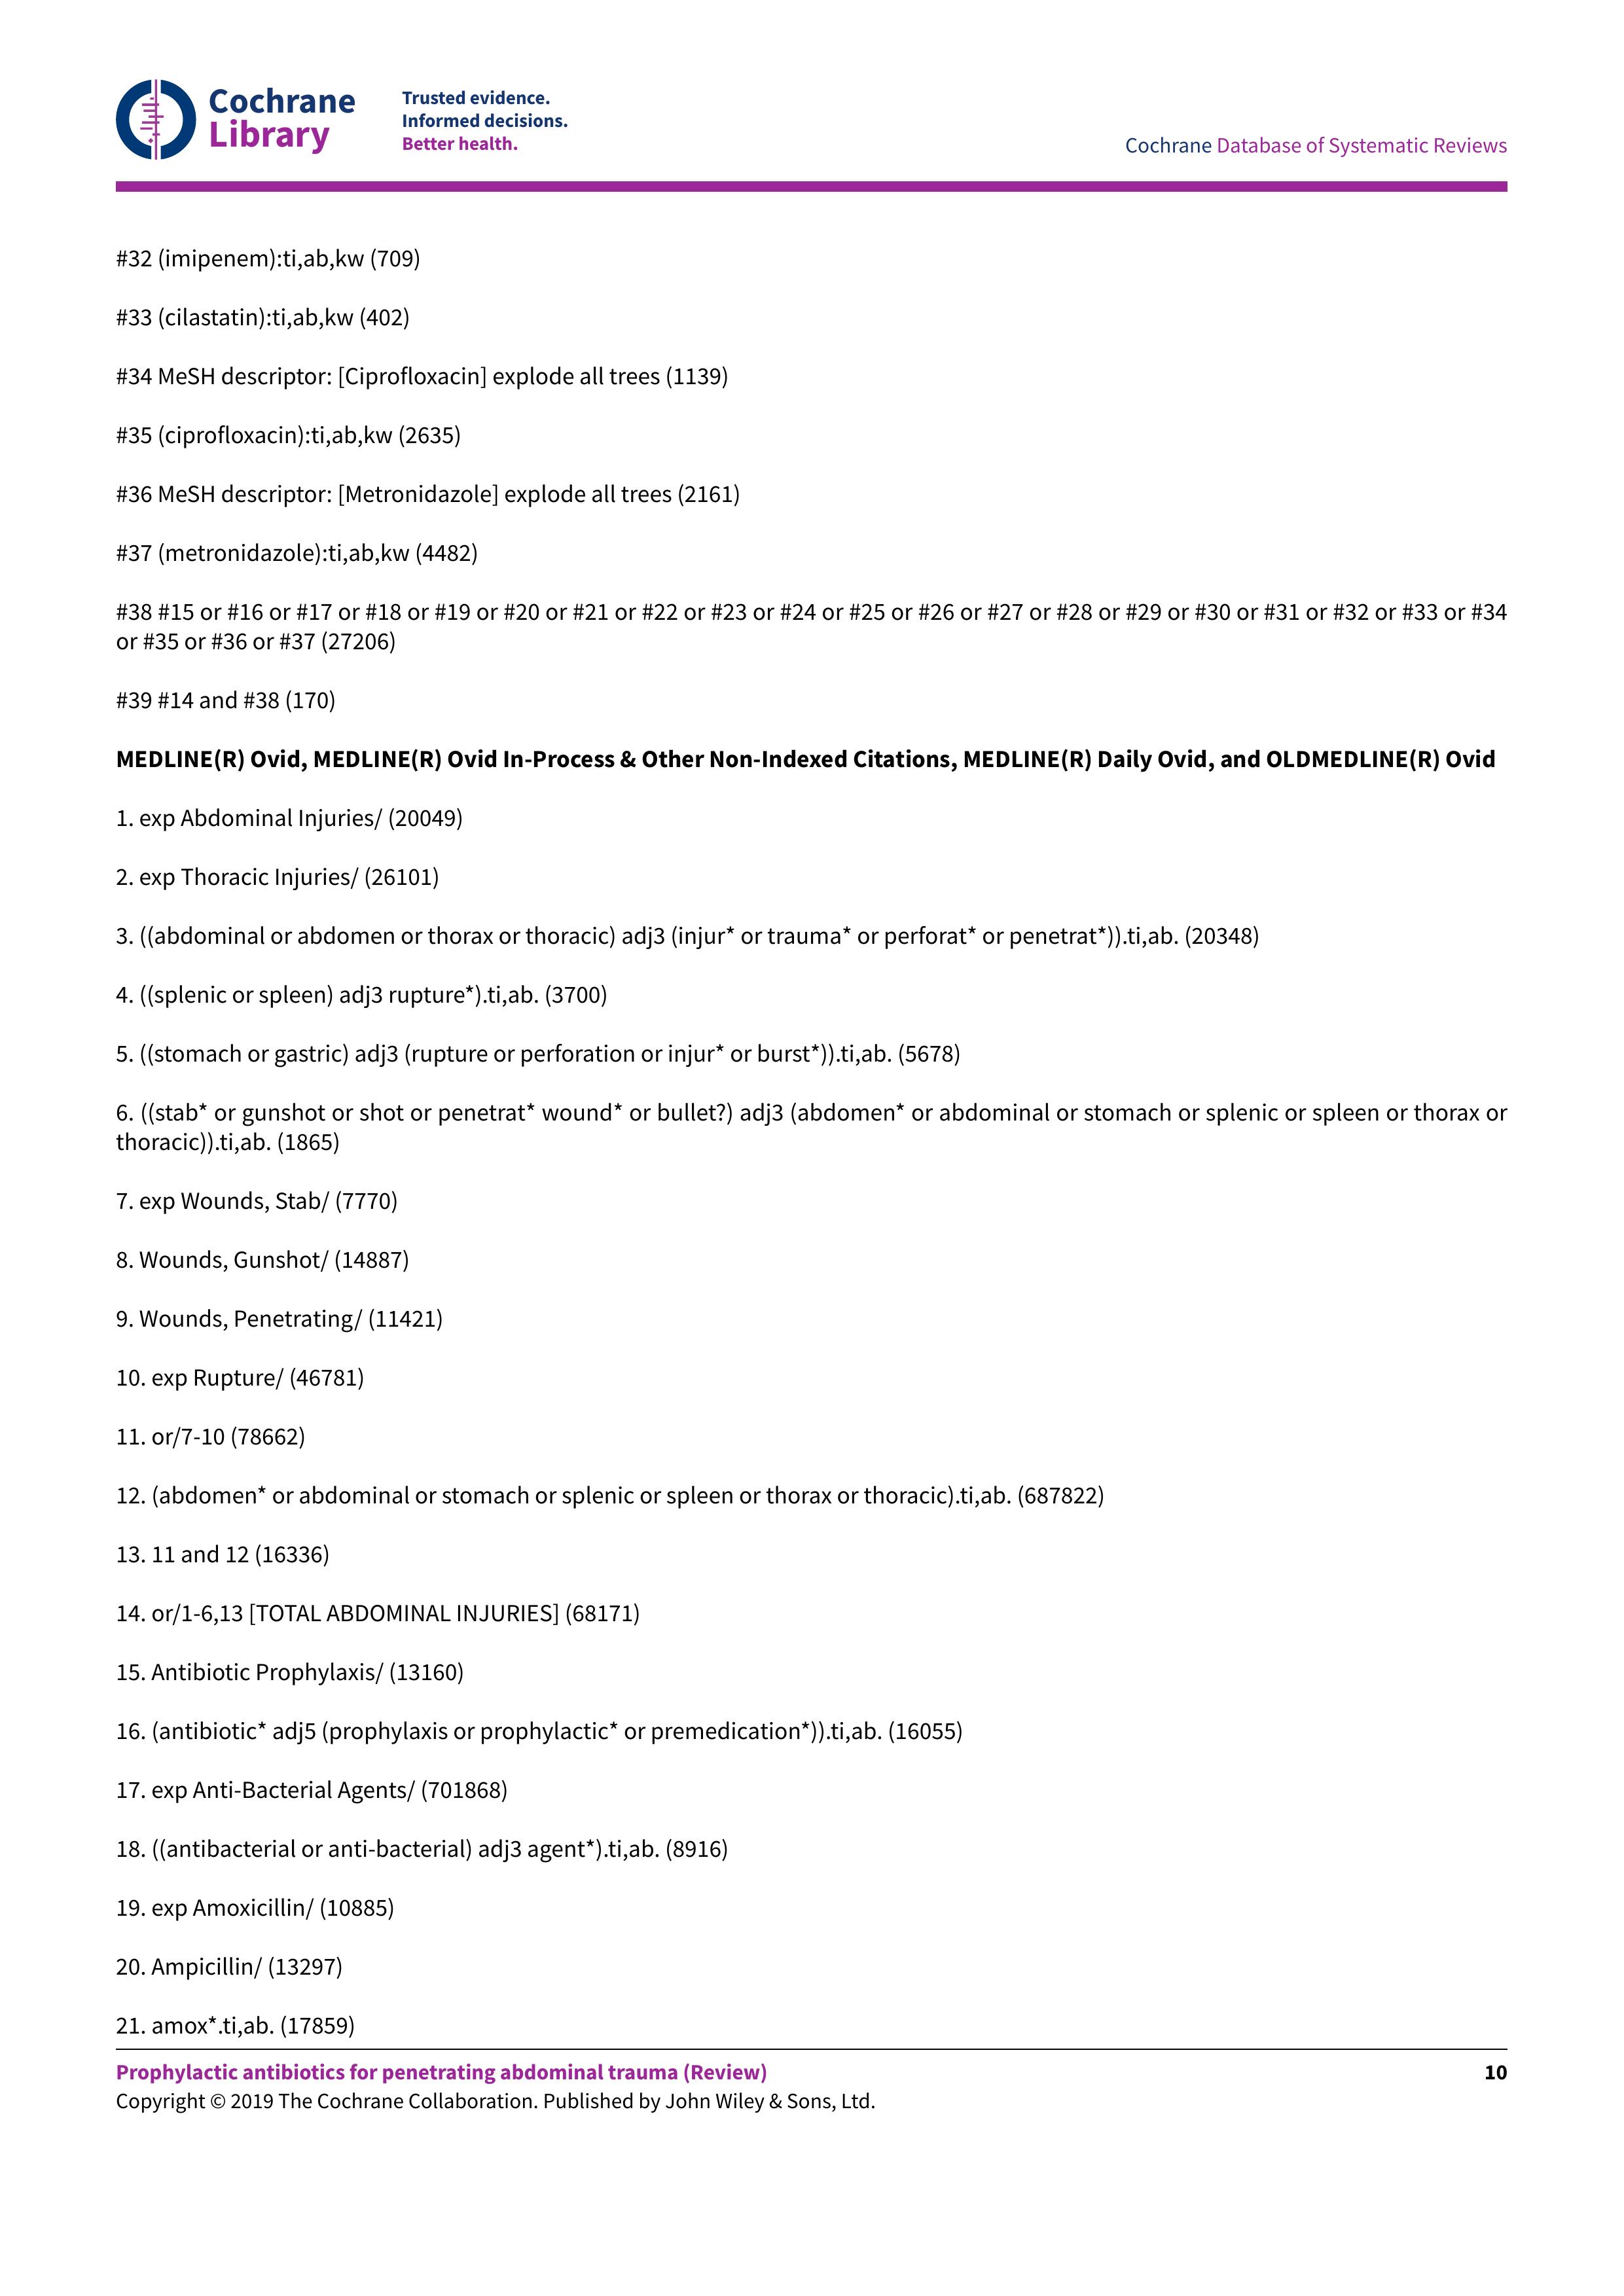 Cochrane
Library
Trusted evidence.
Informed decisions.
Better health.
Cochrane Database of Systematic Reviews
#32 (imipenem):ti,ab,kw (709)
#33 (cilastatin):ti,ab,kw (402)
#34 MeSH descriptor: [Ciprofloxacin] explode all trees (1139)
#35 (ciprofloxacin):ti,ab,kw (2635)
#36 MeSH descriptor: [Metronidazole] explode all trees (2161)
#37 (metronidazole):ti,ab,kw (4482)
#38 #15 or #16 or #17 or #18 or #19 or #20 or #21 or #22 or #23 or #24 or #25 or #26 or #27 or #28 or #29 or #30 or #31 or #32 or #33 or #34
or #35 or #36 or #37 (27206)
#39 #14 and #38 (170)
MEDLINE(R) Ovid, MEDLINE(R) Ovid In-Process & Other Non-Indexed Citations, MEDLINE(R) Daily Ovid, and OLDMEDLINE(R) Ovid
1. exp Abdominal Injuries/ (20049)
2. exp Thoracic Injuries/ (26101)
3. ((abdominal or abdomen or thorax or thoracic) adj3 (injur* or trauma* or perforat* or penetrat*)).ti,ab. (20348)
4. ((splenic or spleen) adj3 rupture*).ti,ab. (3700)
5. ((stomach or gastric) adj3 (rupture or perforation or injur* or burst*)).ti,ab. (5678)
6. ((stab* or gunshot or shot or penetrat* wound* or bullet?) adj3 (abdomen* or abdominal or stomach or splenic or spleen or thorax or
thoracic)).ti,ab. (1865)
7. exp Wounds, Stab/ (7770)
8. Wounds, Gunshot/ (14887)
9. Wounds, Penetrating/ (11421)
10. exp Rupture/ (46781)
11. or/7-10 (78662)
12. (abdomen* or abdominal or stomach or splenic or spleen or thorax or thoracic).ti,ab. (687822)
13. 11 and 12 (16336)
14. or/1-6,13 [TOTAL ABDOMINAL INJURIES] (68171)
15. Antibiotic Prophylaxis/ (13160)
16. (antibiotic* adj5 (prophylaxis or prophylactic* or premedication*)).ti,ab. (16055)
17. exp Anti-Bacterial Agents/ (701868)
18. ((antibacterial or anti-bacterial) adj3 agent*).ti,ab. (8916)
19. exp Amoxicillin/ (10885)
20. Ampicillin/ (13297)
21. amox*.ti,ab. (17859)
Prophylactic antibiotics for penetrating abdominal trauma (Review) 10
Copyright © 2019 The Cochrane Collaboration. Published by John Wiley & Sons, Ltd.